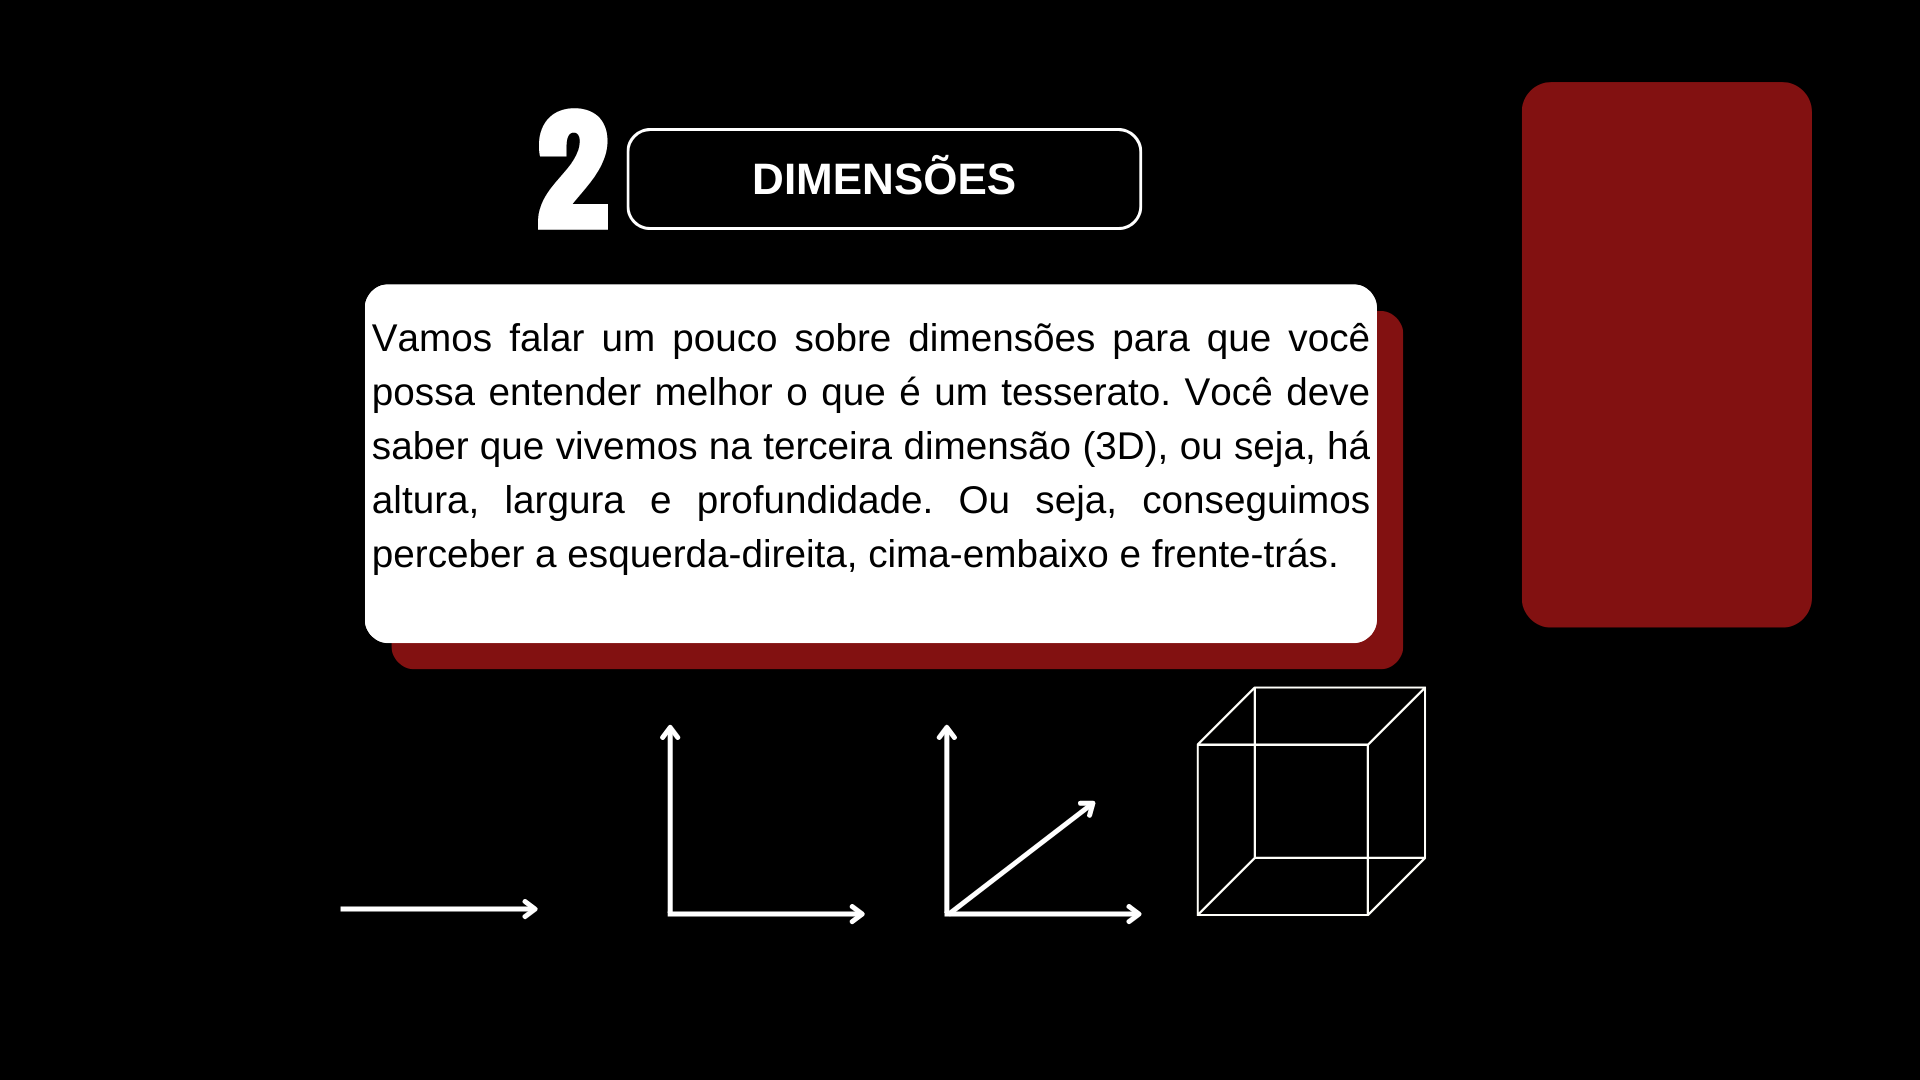 2
DIMENSÕES
Vamos falar um pouco sobre dimensões para que você
possa entender melhor o que é um tesserato. Você deve
saber que vivemos na terceira dimensão (3D), ou seja, há
altura, largura e profundidade. Ou seja, conseguimos
perceber a esquerda-direita, cima-embaixo e frente-trás.